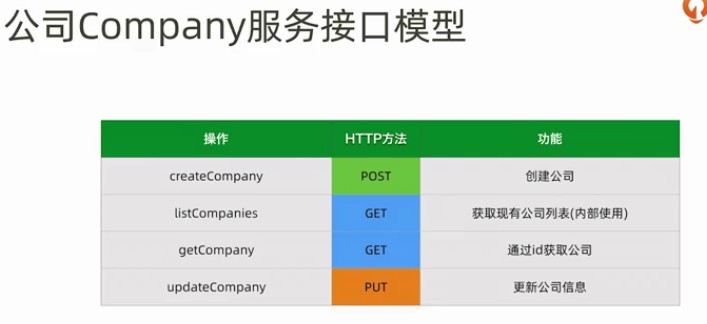 公司Company服务接口模型
操作 HTTP方法 功能
createCompany POST 创建公司
listCompanies GET 获取现有公司列表(内部使用)
getCompany GET 通过id获取公司
updateCompany PUT 更新公司信息